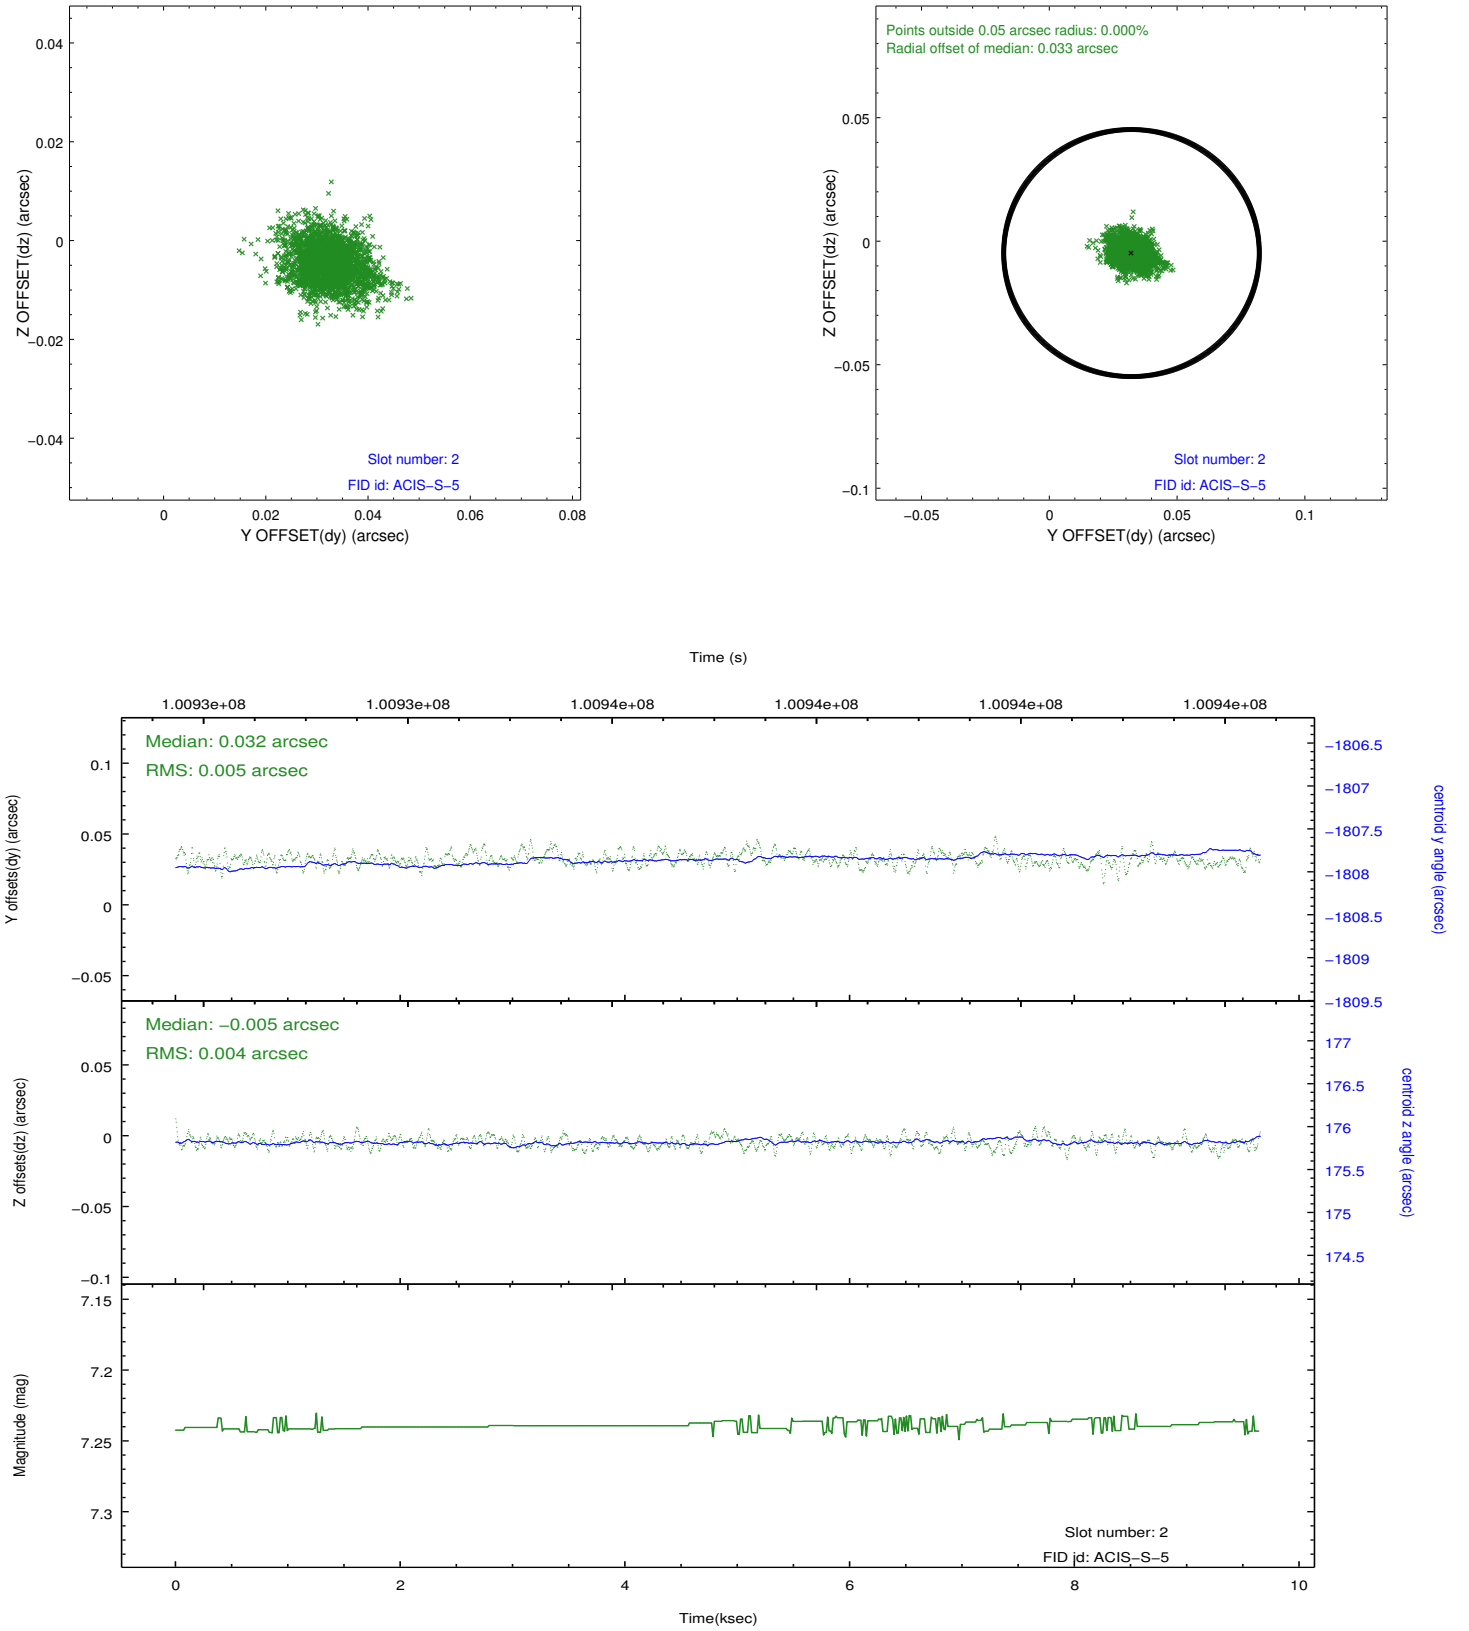 0.04
0.02
0
−0.02
−0.04
Z OFFSET(dz) (arcsec)
Slot number: 2
FID id: ACIS−S−5
0
0.02
0.04
0.06
0.08
Y OFFSET(dy) (arcsec)
Points outside 0.05 arcsec radius: 0.000%
Radial offset of median: 0.033 arcsec
0.05
0
−0.05
−0.1
Z OFFSET(dz) (arcsec)
Slot number: 2
FID id: ACIS−S−5
−0.05
0
0.05
0.1
Y OFFSET(dy) (arcsec)
Time (s)
1.0093e+08
1.0093e+08
1.0094e+08
1.0094e+08
1.0094e+08
1.0094e+08
Median: 0.032 arcsec
RMS: 0.005 arcsec
0.1
0.05
0
−0.05
Y offsets(dy) (arcsec)
−1806.5
−1807
−1807.5
−1808
−1808.5
−1809
−1809.5
centroid y angle (arcsec)
Median: −0.005 arcsec
RMS: 0.004 arcsec
0.05
0
−0.05
−0.1
Z offsets(dz) (arcsec)
177
176.5
176
175.5
175
174.5
centroid z angle (arcsec)
7.15
7.2
7.25
7.3
Magnitude (mag)
Slot number: 2
FID id: ACIS−S−5
0
2
4
6
8
10
Time(ksec)